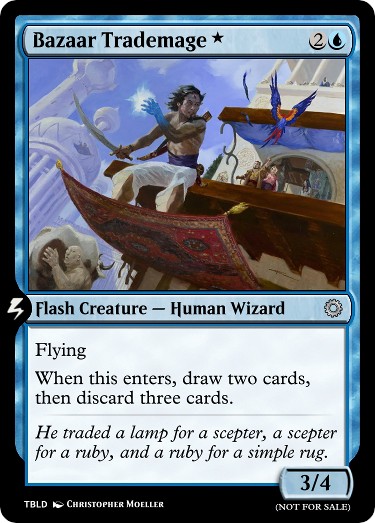 Bazaar Trademage ★ 2
Flash Creature — Human Wizard
Flying
When this enters, draw two cards,
then discard three cards.
He traded a lamp for a scepter, a scepter
for a ruby, and a ruby for a simple rug.
3/4
TBLD Christopher Moeller
(NOT FOR SALE)